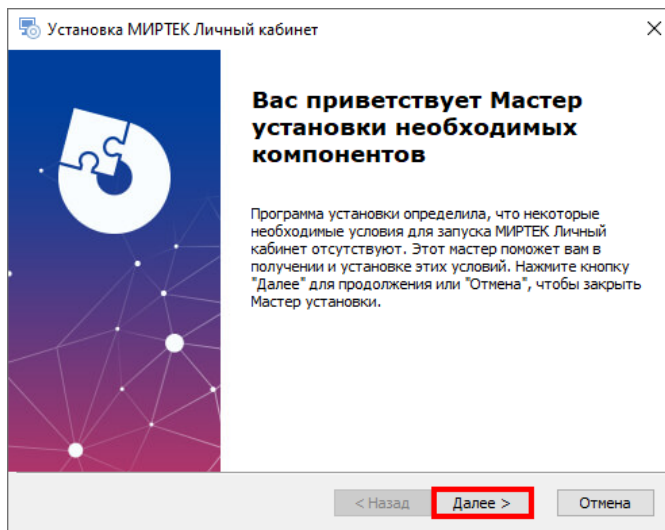 Установка МИРТЕК Личный кабинет
Вас приветствует Мастер
установки необходимых
компонентов
Программа установки определила, что некоторые
необходимые условия для запуска МИРТЕК Личный
кабинет отсутствуют. Этот мастер поможет вам в
получении и установке этих условий. Нажмите кнопку
"Далее" для продолжения или "Отмена", чтобы закрыть
Мастер установки.
< Назад
Далее >
Отмена